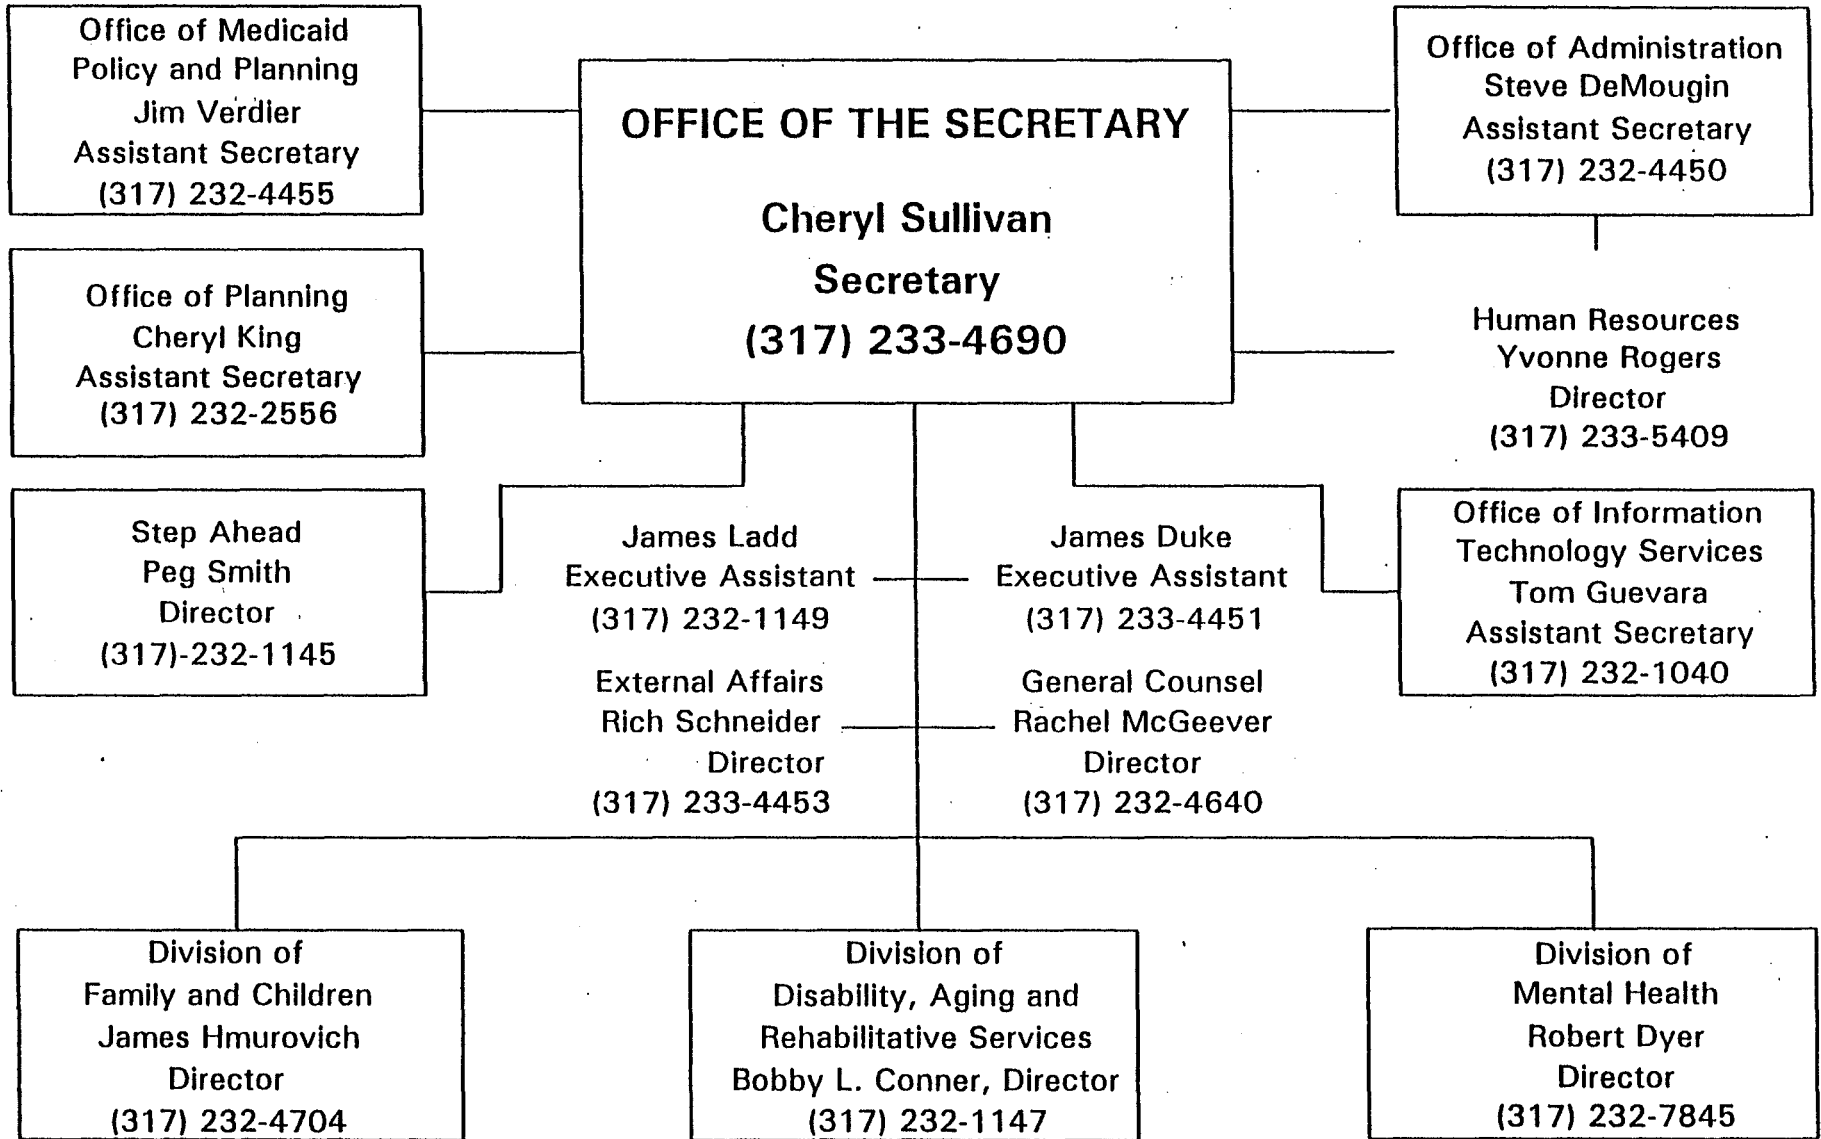 Office of Medicaid
Policy and Planning
Jim Verdier
Assistant Secretary
(317) 232-4455
OFFICE OF THE SECRETARY
Cheryl Sullivan
Secretary
(317) 233-4690
Office of Administration
Steve DeMougin
Assistant Secretary
(317) 232-4450
Office of Planning
Cheryl King
Assistant Secretary
(317) 232-2556
Human Resources
Yvonne Rogers
Director
(317) 233-5409
Step Ahead
Peg Smith
Director
(317)-232-1145
James Ladd
Executive Assistant
(317) 232-1149
James Duke
Executive Assistant
(317) 233-4451
Office of Information
Technology Services
Tom Guevara
Assistant Secretary
(317) 232-1040
External Affairs
Rich Schneider
Director
(317) 233-4453
General Counsel
Rachel McGeever
Director
(317) 232-4640
Division of
Family and Children
James Hmurovich
Director
(317) 232-4704
Division of
Disability, Aging and
Rehabilitative Services
Bobby L. Conner, Director
(317) 232-1147
Division of
Mental Health
Robert Dyer
Director
(317) 232-7845